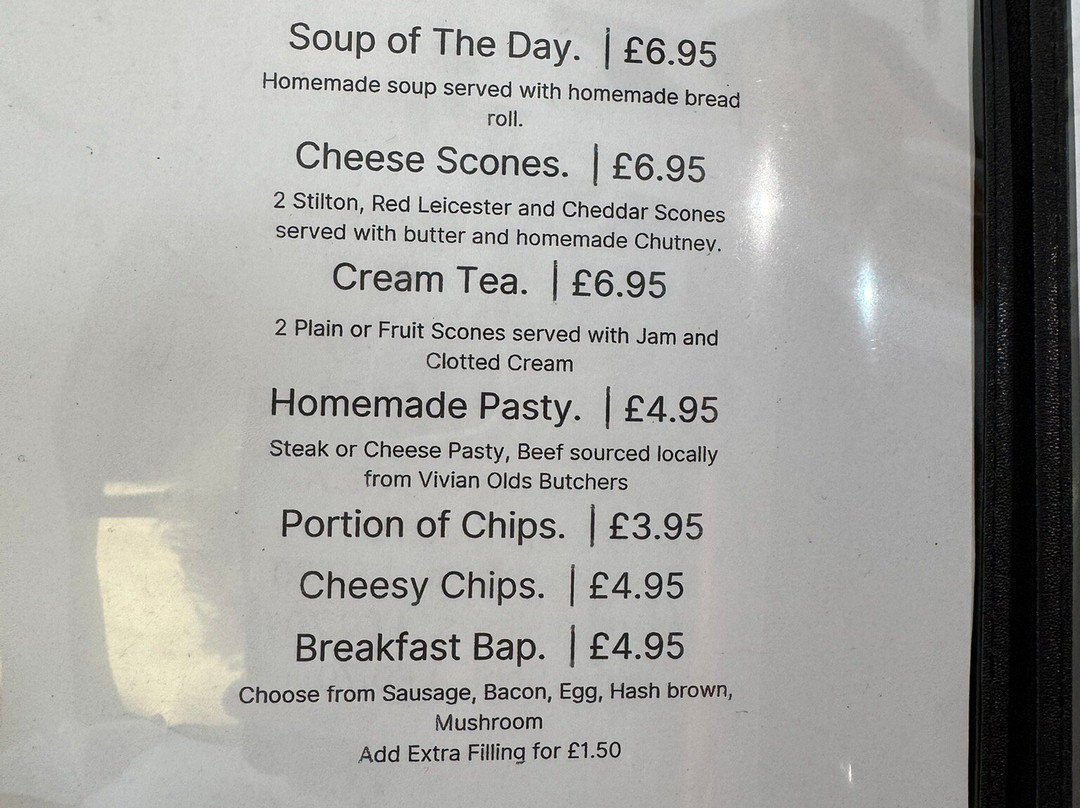 Soup of The Day. | £6.95
Homemade soup served with homemade bread
roll.
Cheese Scones. | £6.95
2 Stilton, Red Leicester and Cheddar Scones
served with butter and homemade Chutney.
Cream Tea. | £6.95
2 Plain or Fruit Scones served with Jam and
Clotted Cream
Homemade Pasty. | £4.95
Steak or Cheese Pasty, Beef sourced locally
from Vivian Olds Butchers
Portion of Chips. | £3.95
Cheesy Chips. | £4.95
Breakfast Bap. | £4.95
Choose from Sausage, Bacon, Egg, Hash brown,
Mushroom
Add Extra Filling for £1.50